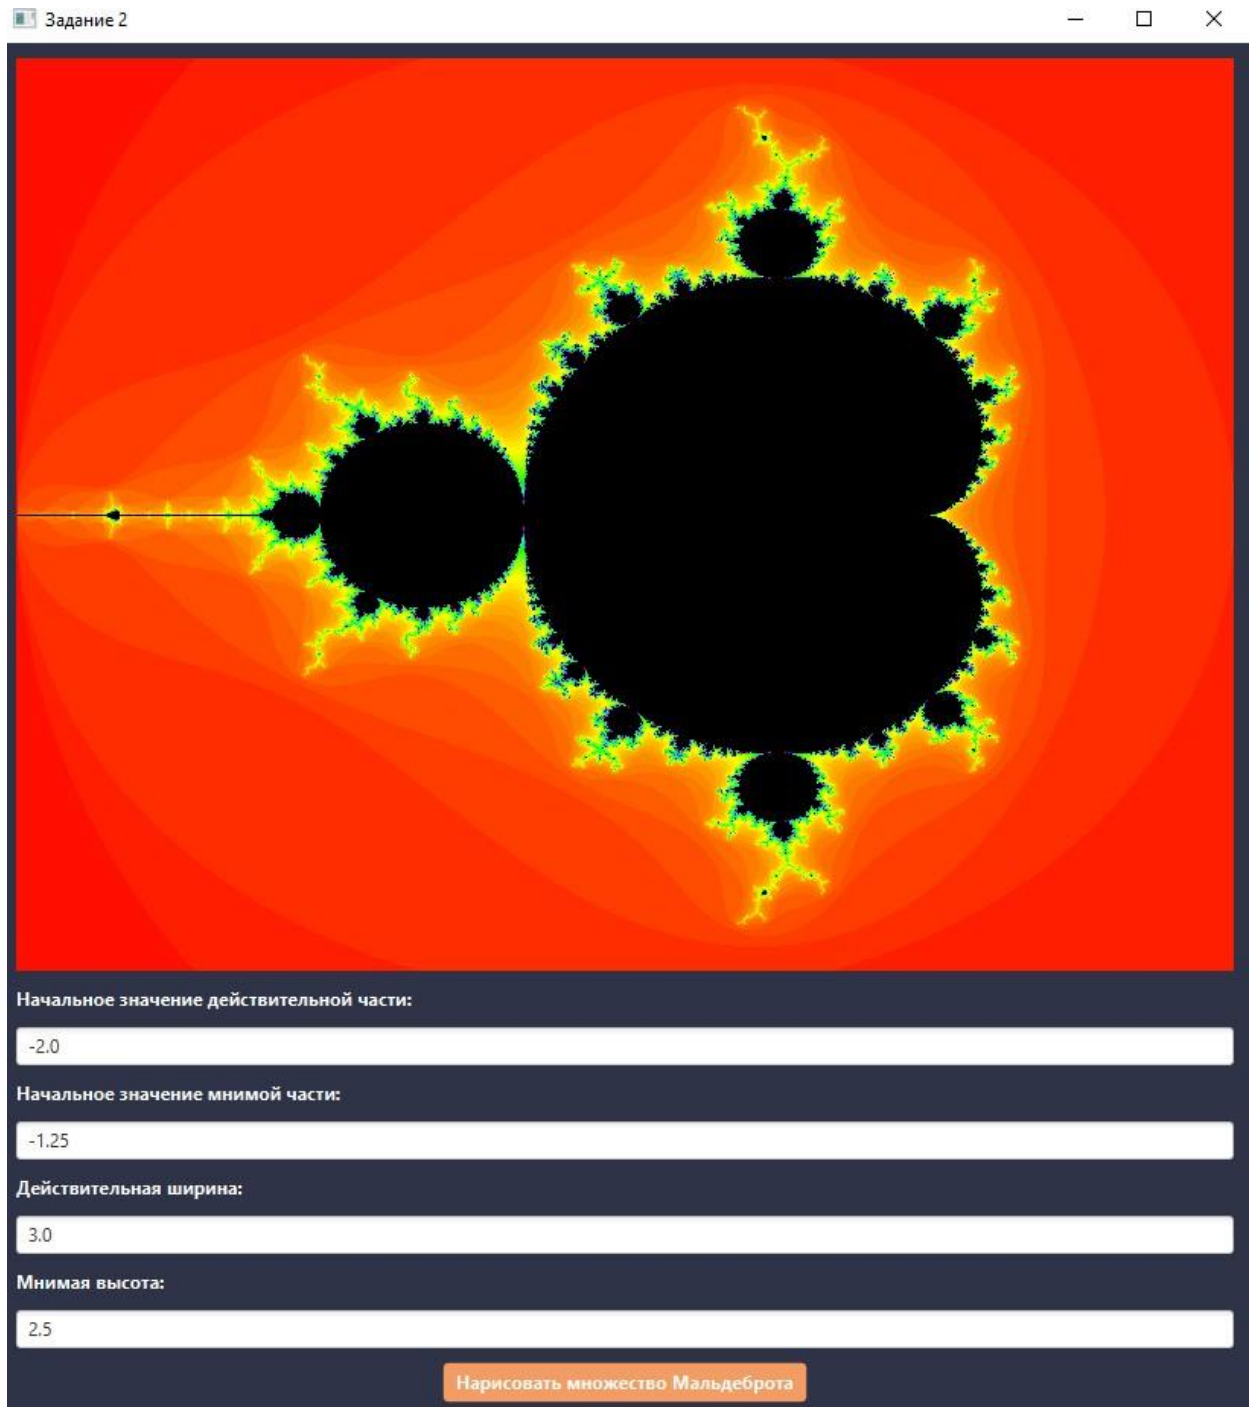 Задание 2
Начальное значение действительной части:
-2.0
Начальное значение мнимой части:
-1.25
Действительная ширина:
3.0
Мнимая высота:
2.5
Нарисовать множество Мальдеброта